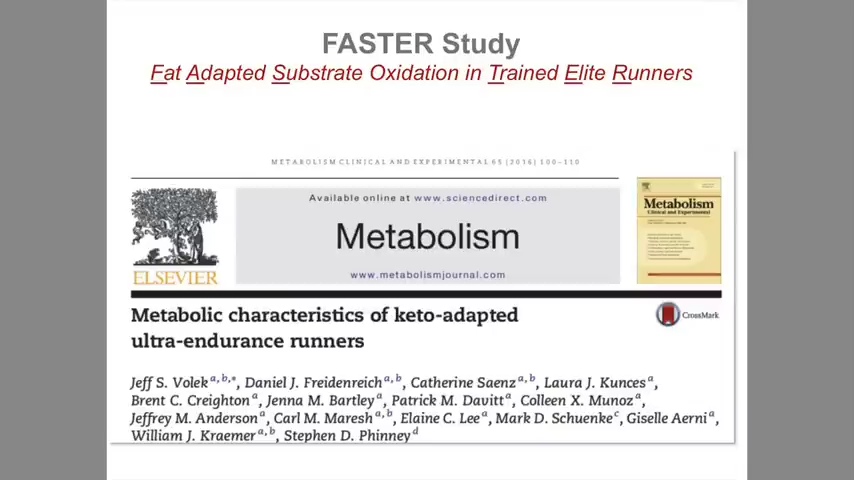 FASTER Study
Fat Adapted Substrate Oxidation in Trained Elite Runners
METABOLISM CLINICAL AND EXPERIMENTAL 65 (2016) 100–110
Available online at www.sciencedirect.com
Metabolism
www.metabolismjournal.com
ELSEVIER
Metabolism
Clinical and Experimental
Metabolic characteristics of keto-adapted
ultra-endurance runners
CrossMark
Jeff S. Volek a,b,*, Daniel J. Freidenreich a,b, Catherine Saenz a,b, Laura J. Kunces a,
Brent C. Creighton a, Jenna M. Bartley a, Patrick M. Davitt a, Colleen X. Munoz a,
Jeffrey M. Anderson a, Carl M. Maresh a,b, Elaine C. Lee a, Mark D. Schuenke c, Giselle Aerni a,
William J. Kraemer a,b, Stephen D. Phinney d